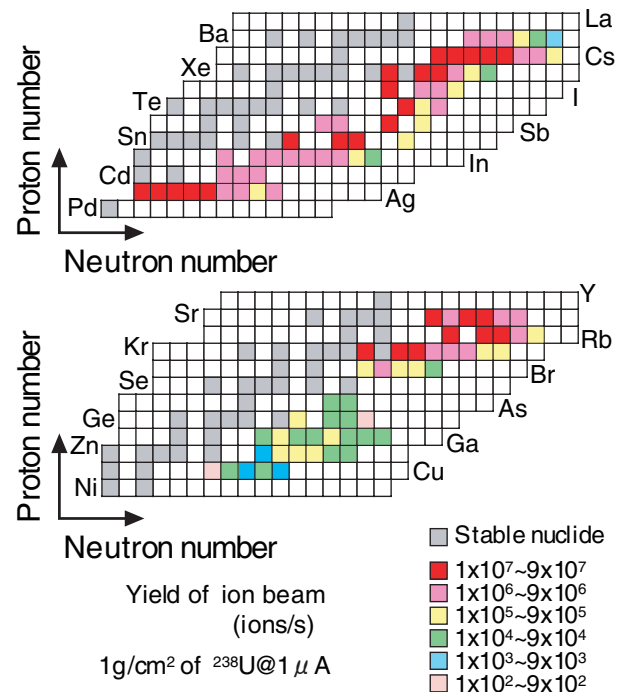 La
Ba
Cs
Xe
I
Te
Sb
Sn
In
Cd
Ag
Pd
Proton number
Neutron number
Y
Sr
Rb
Kr
Br
Se
As
Ge
Ga
Zn
Cu
Ni
Proton number
Neutron number
Stable nuclide
1x10⁷~9x10⁷
1x10⁶~9x10⁶
1x10⁵~9x10⁵
1x10⁴~9x10⁴
1x10³~9x10³
1x10²~9x10²
Yield of ion beam
(ions/s)
1g/cm² of ²³⁸U@1μA